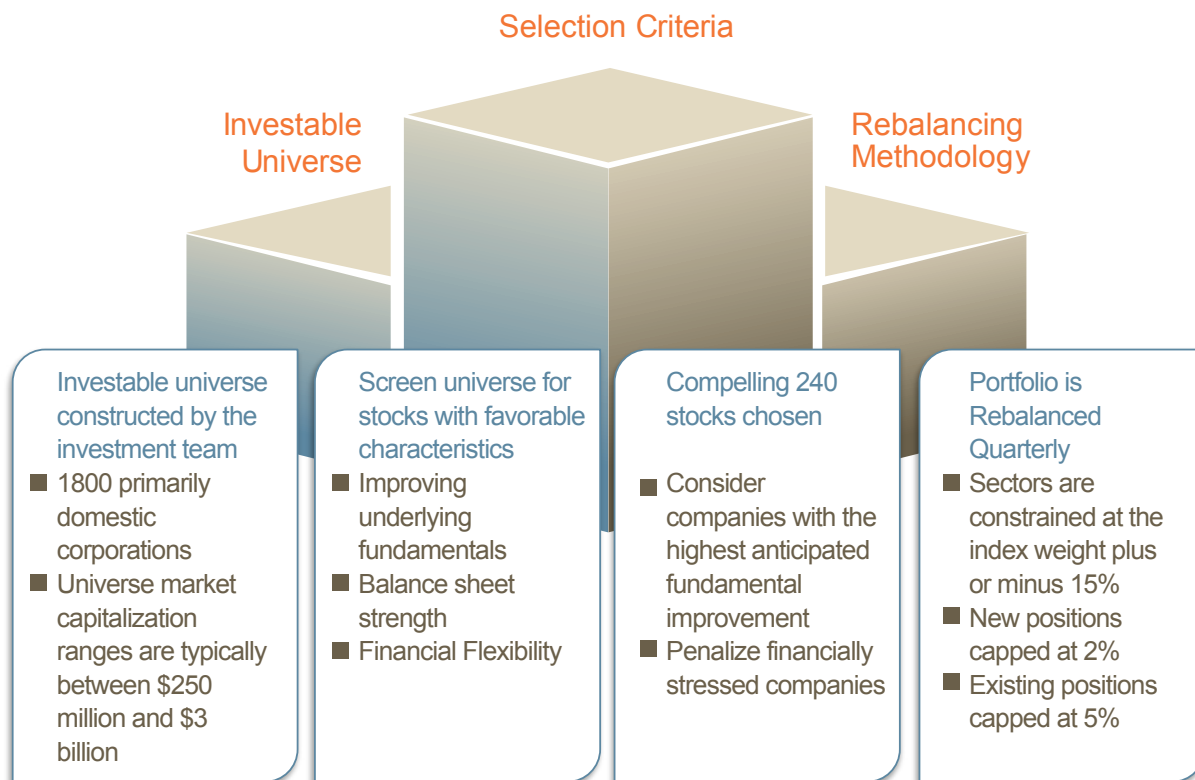 Selection Criteria
Investable
Universe
Rebalancing
Methodology
Investable universe
constructed by the
investment team
■ 1800 primarily
domestic
corporations
■ Universe market
capitalization
ranges are typically
between $250
million and $3
billion
Screen universe for
stocks with favorable
characteristics
■ Improving
underlying
fundamentals
■ Balance sheet
strength
■ Financial Flexibility
Compelling 240
stocks chosen
■ Consider
companies with the
highest anticipated
fundamental
improvement
■ Penalize financially
stressed companies
Portfolio is
Rebalanced
Quarterly
■ Sectors are
constrained at the
index weight plus
or minus 15%
■ New positions
capped at 2%
■ Existing positions
capped at 5%